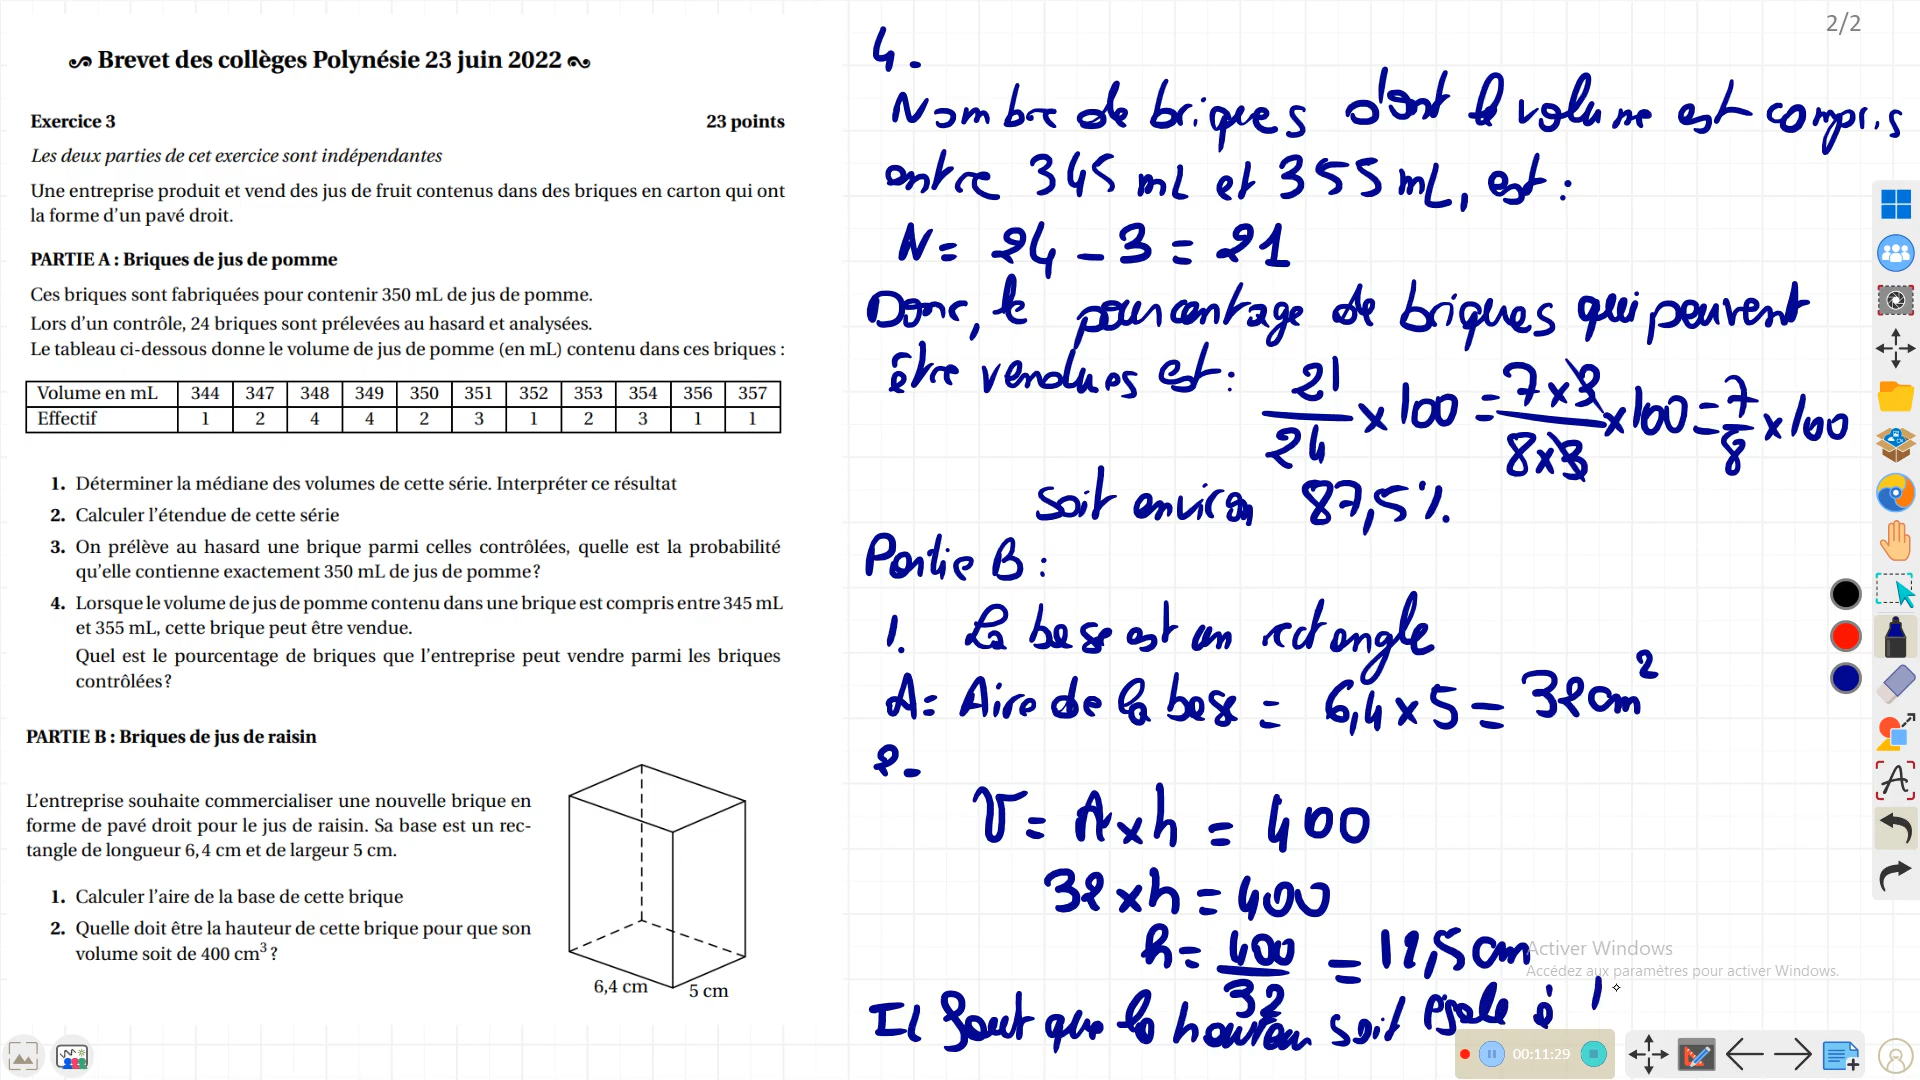 2/2
Brevet des collèges Polynésie 23 juin 2022
Exercice 3 23 points
Les deux parties de cet exercice sont indépendantes
Une entreprise produit et vend des jus de fruit contenus dans des briques en carton qui ont
la forme d'un pavé droit.
PARTIE A : Briques de jus de pomme
Ces briques sont fabriquées pour contenir 350 mL de jus de pomme.
Lors d'un contrôle, 24 briques sont prélevées au hasard et analysées.
Le tableau ci-dessous donne le volume de jus de pomme (en mL) contenu dans ces briques :
Volume en mL 344 347 348 349 350 351 352 353 354 356 357
Effectif 1 2 4 4 2 3 1 2 3 1 1
1. Déterminer la médiane des volumes de cette série. Interpréter ce résultat
2. Calculer l'étendue de cette série
3. On prélève au hasard une brique parmi celles contrôlées, quelle est la probabilité
qu'elle contienne exactement 350 mL de jus de pomme ?
4. Lorsque le volume de jus de pomme contenu dans une brique est compris entre 345 mL
et 355 mL, cette brique peut être vendue.
Quel est le pourcentage de briques que l'entreprise peut vendre parmi les briques
contrôlées ?
PARTIE B : Briques de jus de raisin
L'entreprise souhaite commercialiser une nouvelle brique en
forme de pavé droit pour le jus de raisin. Sa base est un rec-
tangle de longueur 6,4 cm et de largeur 5 cm.
1. Calculer l'aire de la base de cette brique
2. Quelle doit être la hauteur de cette brique pour que son
volume soit de 400 cm³ ?
6,4 cm
5 cm
4.
Nombre de briques dont le volume est compris
entre 345 mL et 355 mL, est :
N = 24 - 3 = 21
Donc, le pourcentage de briques qui peuvent
être vendues est : 21/24 × 100 = 7×3/8×3 × 100 = 7/8 × 100
soit environ 87,5%.
Partie B :
1. La base est un rectangle
A = Aire de la base = 6,4 × 5 = 32 cm²
2-
V = A × h = 400
32 × h = 400
h = 400/32 = 12,5 cm
Il faut que la hauteur soit égale à 1
Activer Windows
Accédez aux paramètres pour activer Windows.
00:11:29